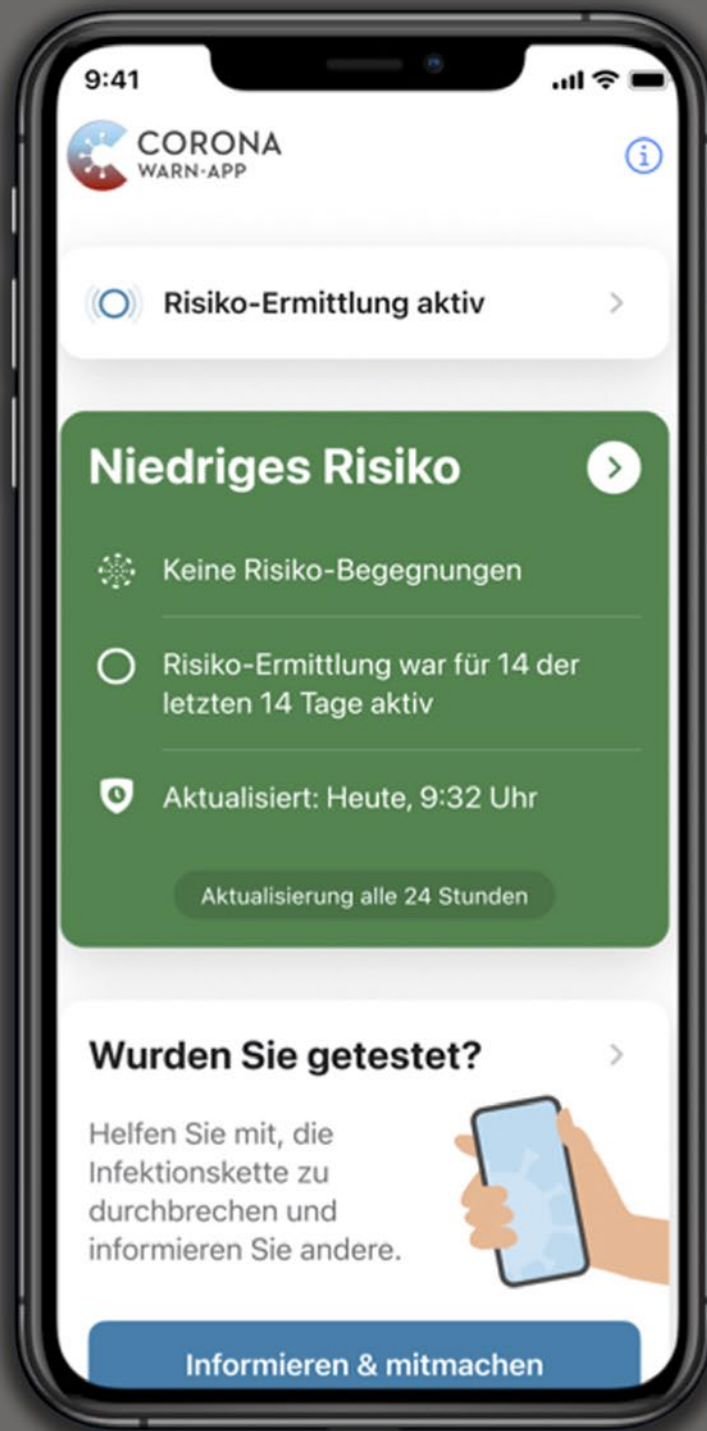 9:41
CORONA
WARN-APP
Risiko-Ermittlung aktiv
Niedriges Risiko
Keine Risiko-Begegnungen
Risiko-Ermittlung war für 14 der
letzten 14 Tage aktiv
Aktualisiert: Heute, 9:32 Uhr
Aktualisierung alle 24 Stunden
Wurden Sie getestet?
Helfen Sie mit, die
Infektionskette zu
durchbrechen und
informieren Sie andere.
Informieren & mitmachen